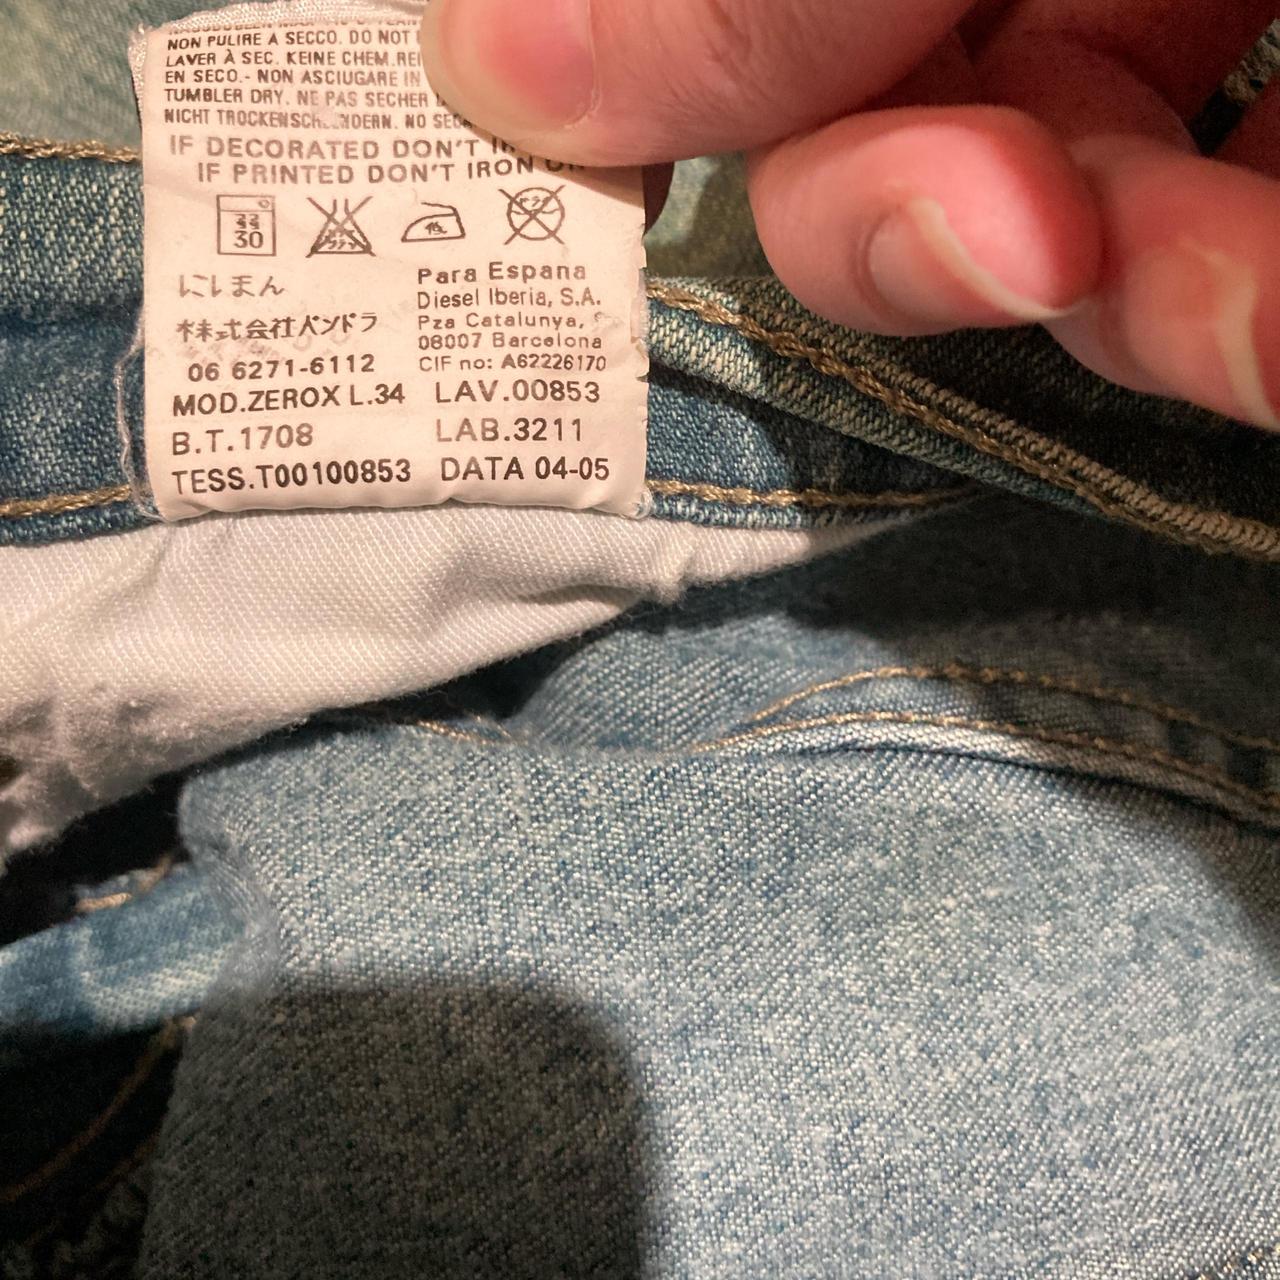 NON PULIRE A SECCO. DO NOT
LAVER À SEC. KEINE CHEM.REI
EN SECO.- NON ASCIUGARE IN
TUMBLER DRY. NE PAS SECHER
NICHT NO
IF DECORATED DON'T
IF PRINTED DON'T IRON
30
低
にしまん
株式会社パンドラ
06 6271-6112
Para Espana
Diesel Iberia, S.A.
Pza Catalunya,
08007 Barcelona
CIF no: A62226170
MOD.ZEROX L.34 LAV.00853
B.T.1708 LAB.3211
TESS.T00100853 DATA 04-05